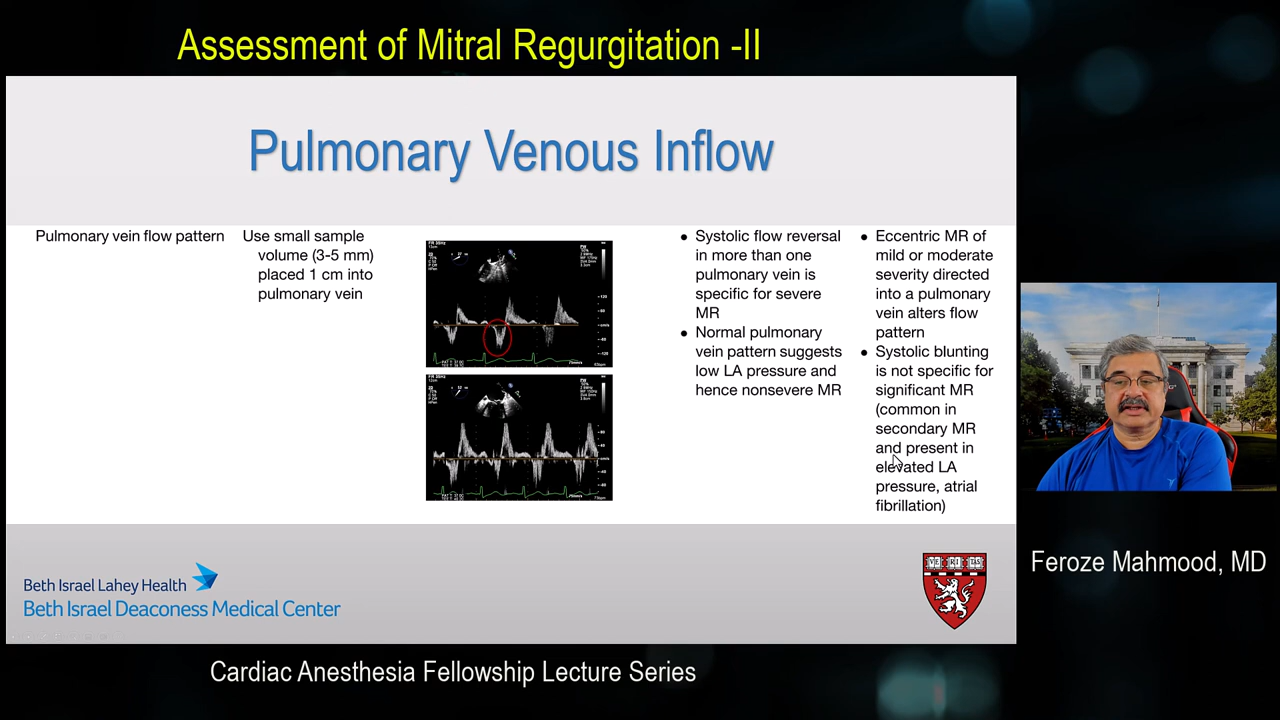 Assessment of Mitral Regurgitation -II
Pulmonary Venous Inflow
Pulmonary vein flow pattern
Use small sample
volume (3-5 mm)
placed 1 cm into
pulmonary vein
• Systolic flow reversal
in more than one
pulmonary vein is
specific for severe
MR
• Normal pulmonary
vein pattern suggests
low LA pressure and
hence nonsevere MR
• Eccentric MR of
mild or moderate
severity directed
into a pulmonary
vein alters flow
pattern
• Systolic blunting
is not specific for
significant MR
(common in
secondary MR
and present in
elevated LA
pressure, atrial
fibrillation)
Beth Israel Lahey Health
Beth Israel Deaconess Medical Center
Feroze Mahmood, MD
Cardiac Anesthesia Fellowship Lecture Series